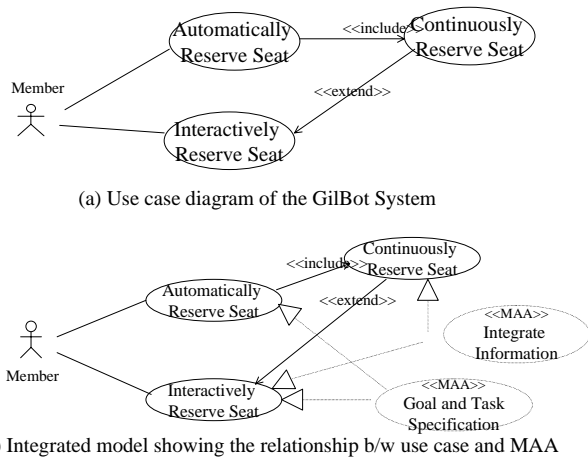 Automatically
Reserve Seat
<<include>>
Continuously
Reserve Seat
<<extend>>
Member
Interactively
Reserve Seat
(a) Use case diagram of the GilBot System
Continuously
Reserve Seat
<<include>>
Automatically
Reserve Seat
<<extend>>
<<MAA>>
Integrate
Information
Member
Interactively
Reserve Seat
<<MAA>>
Goal and Task
Specification
) Integrated model showing the relationship b/w use case and MAA